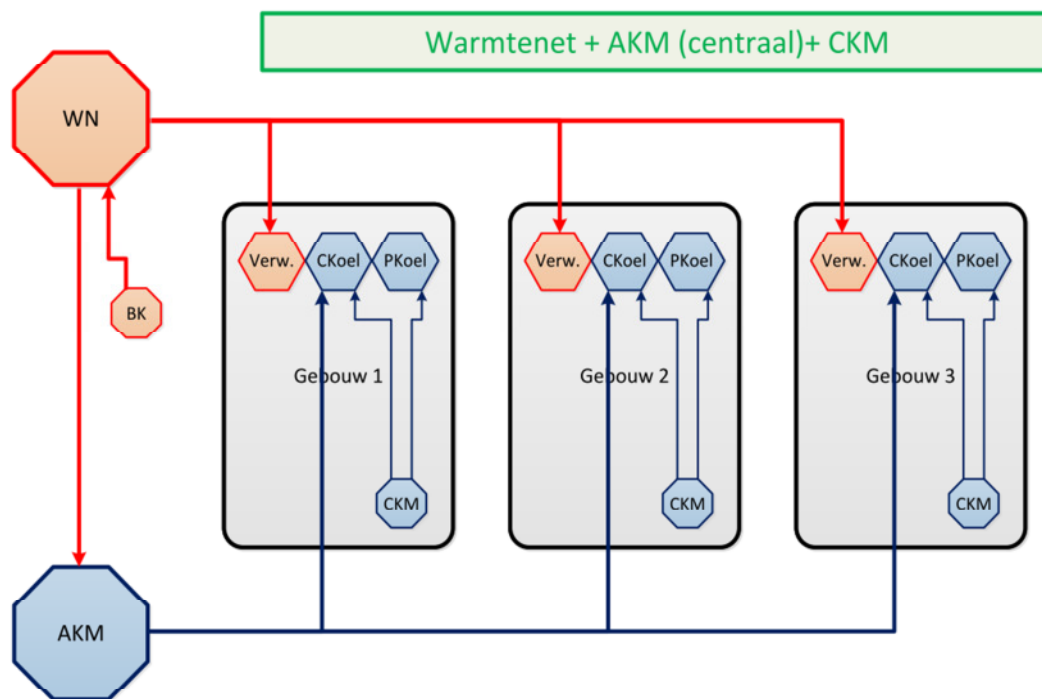 Warmtenet + AKM (centraal)+ CKM
WN
Verw. CKoel PKoel
Verw. CKoel PKoel
Verw. CKoel PKoel
BK
Gebouw 1
Gebouw 2
Gebouw 3
CKM
CKM
CKM
AKM